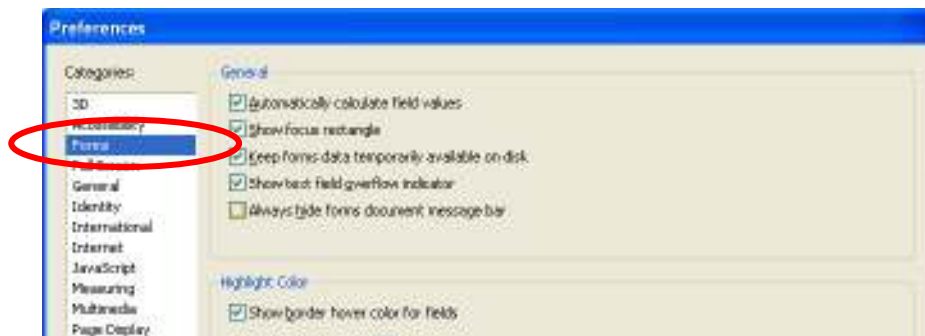 Preferences
Categories:
3D
Accessibility
Forms
Full Screen
General
Identity
International
Internet
JavaScript
Measuring
Multimedia
Page Display
General
Automatically calculate field values
Show focus rectangle
Keep forms data temporarily available on disk
Show text field overflow indicator
Always hide forms document message bar
Highlight Color
Show border hover color for fields